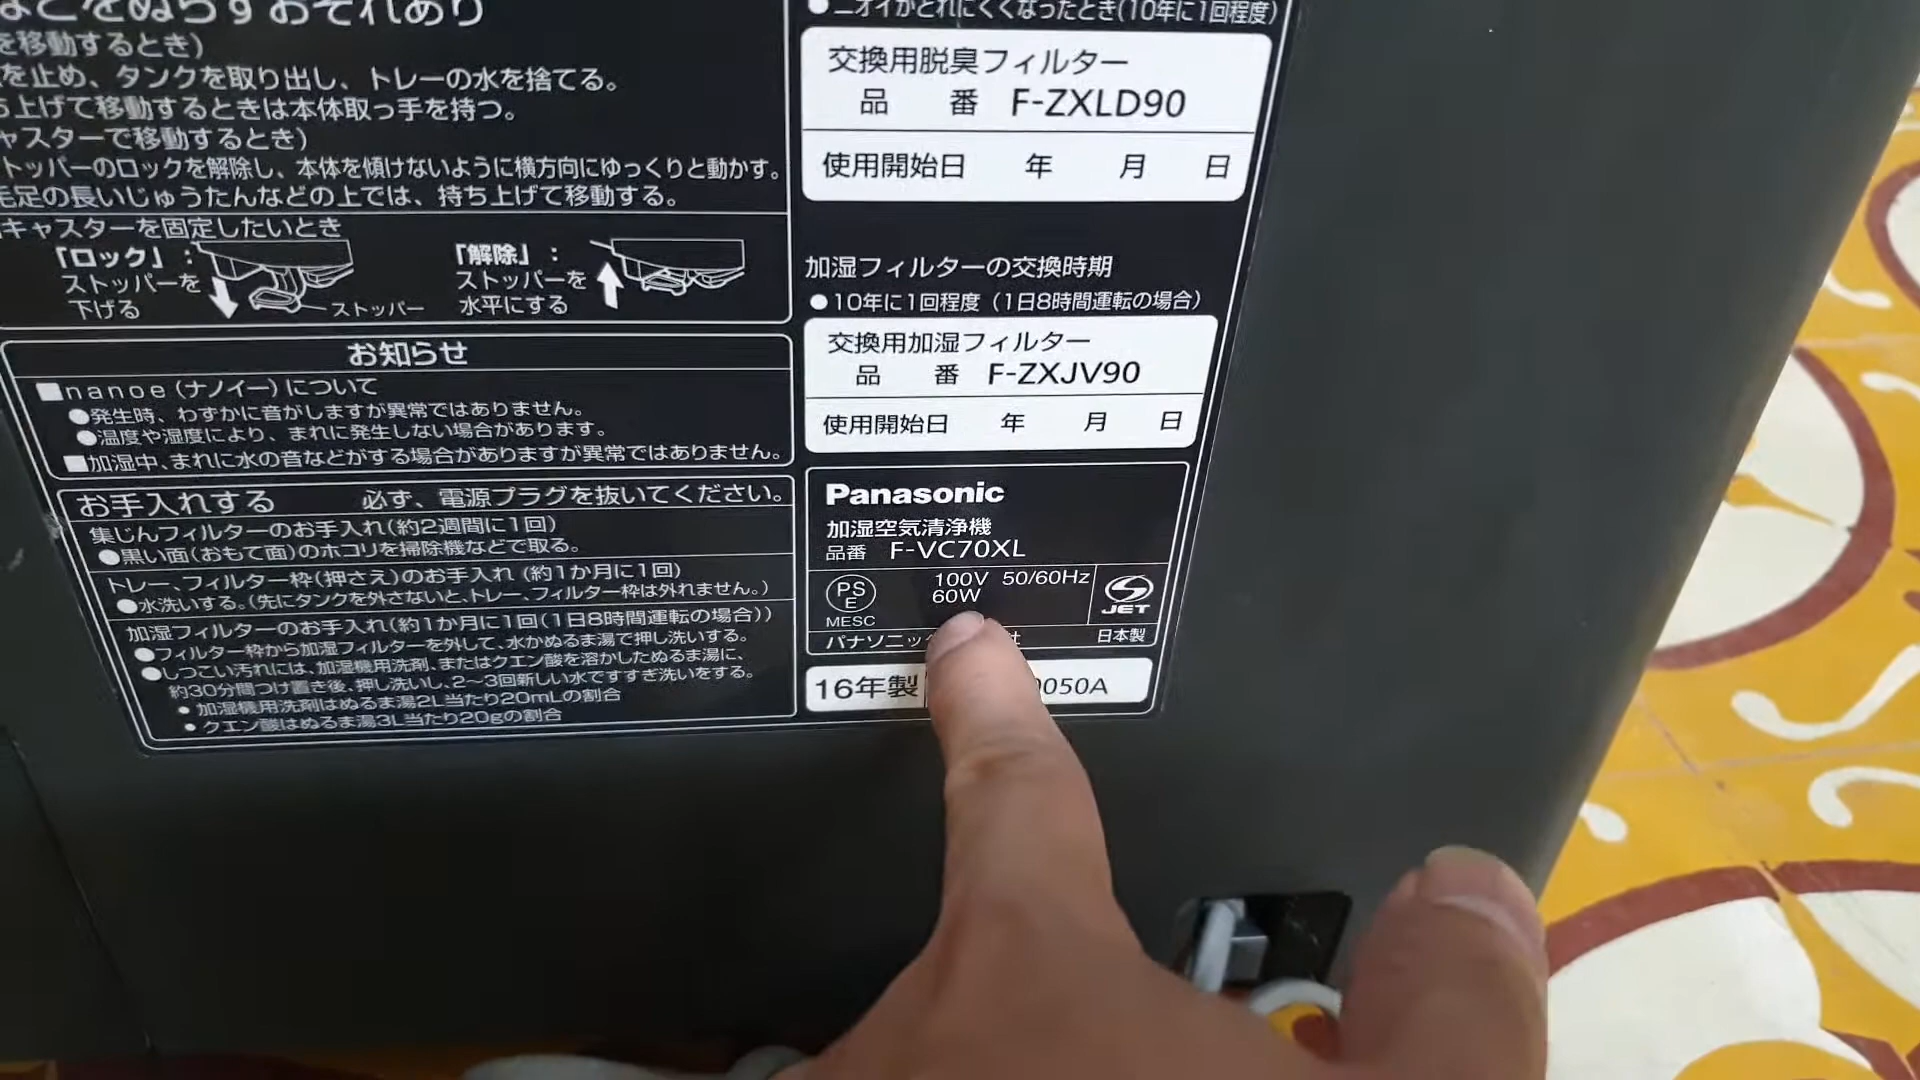 などをぬらすおそれあり
を移動するとき)
を止め、タンクを取り出し、トレーの水を捨てる。
ち上げて移動するときは本体取っ手を持つ。
ャスターで移動するとき)
トッパーのロックを解除し、本体を傾けないように横方向にゆっくりと動かす。
毛足の長いじゅうたんなどの上では、持ち上げて移動する。
キャスターを固定したいとき
「ロック」:
ストッパーを
下げる
ストッパー
「解除」:
ストッパーを
水平にする
お知らせ
■nanoe(ナノイー)について
●発生時、わずかに音がしますが異常ではありません。
●温度や湿度により、まれに発生しない場合があります。
■加湿中、まれに水の音などがする場合がありますが異常ではありません。
お手入れする 必ず、電源プラグを抜いてください。
集じんフィルターのお手入れ(約2週間に1回)
●黒い面(おもて面)のホコリを掃除機などで取る。
トレー、フィルター枠(押さえ)のお手入れ(約1か月に1回)
●水洗いする。(先にタンクを外さないと、トレー、フィルター枠は外れません。)
加湿フィルターのお手入れ(約1か月に1回(1日8時間運転の場合))
●フィルター枠から加湿フィルターを外して、水かぬるま湯で押し洗いする。
●しつこい汚れには、加湿機用洗剤、またはクエン酸を溶かしたぬるま湯に、
約30分間つけ置き後、押し洗いし、2~3回新しい水ですすぎ洗いをする。
• 加湿機用洗剤はぬるま湯2L当たり20mLの割合
• クエン酸はぬるま湯3L当たり20gの割合
●ニオイがとれにくくなったとき(10年に1回程度)
交換用脱臭フィルター
品 番 F-ZXLD90
使用開始日 年 月 日
加湿フィルターの交換時期
●10年に1回程度(1日8時間運転の場合)
交換用加湿フィルター
品 番 F-ZXJV90
使用開始日 年 月 日
Panasonic
加湿空気清浄機
品番 F-VC70XL
PS
E
MESC
100V 50/60Hz
60W
JET
パナソニッ 社 日本製
16年製 0050A